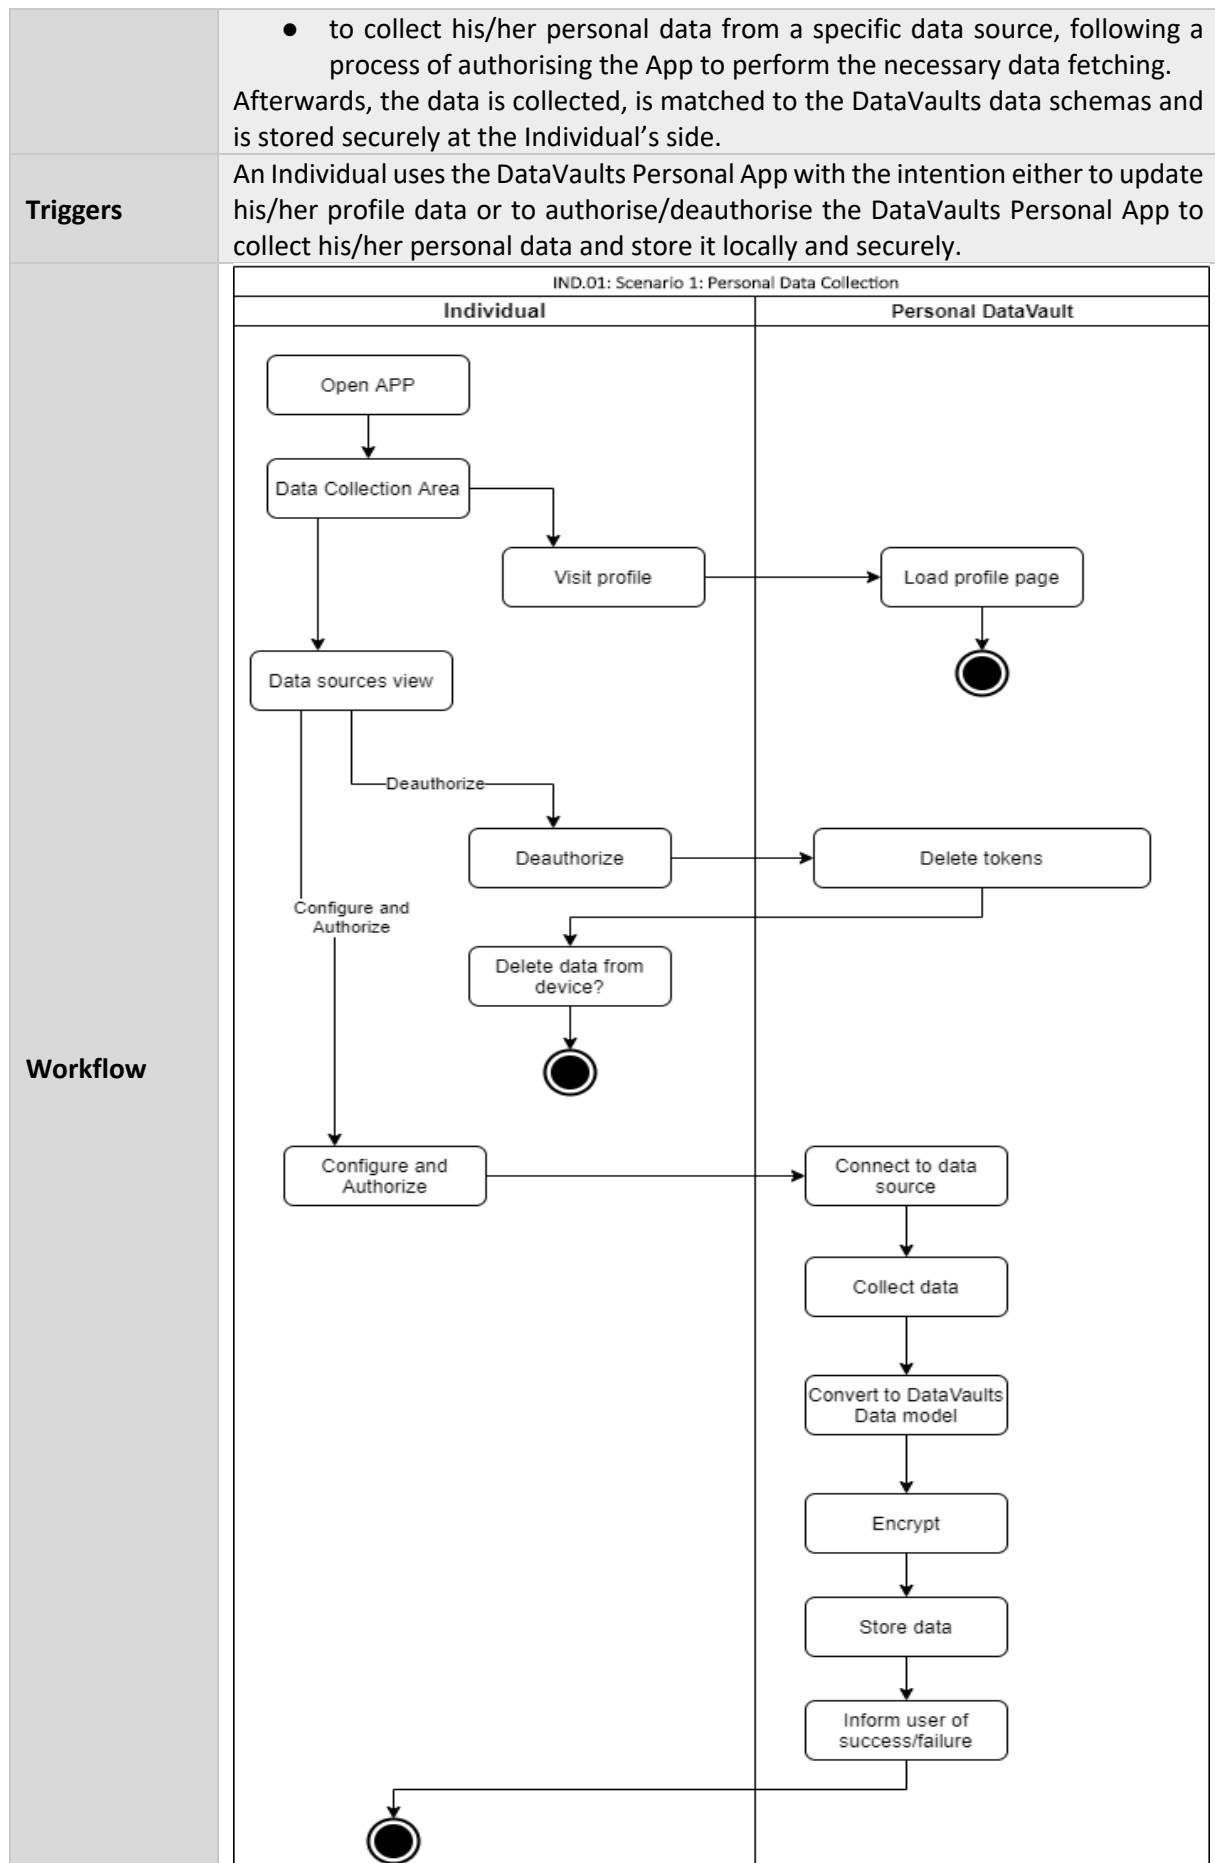 ● to collect his/her personal data from a specific data source, following a
process of authorising the App to perform the necessary data fetching.
Afterwards, the data is collected, is matched to the DataVaults data schemas and
is stored securely at the Individual’s side.
Triggers
An Individual uses the DataVaults Personal App with the intention either to update
his/her profile data or to authorise/deauthorise the DataVaults Personal App to
collect his/her personal data and store it locally and securely.
Workflow
IND.01: Scenario 1: Personal Data Collection
Individual
Personal DataVault
Open APP
Data Collection Area
Visit profile
Load profile page
Data sources view
Deauthorize
Deauthorize
Delete tokens
Configure and
Authorize
Delete data from
device?
Configure and
Authorize
Connect to data
source
Collect data
Convert to DataVaults
Data model
Encrypt
Store data
Inform user of
success/failure